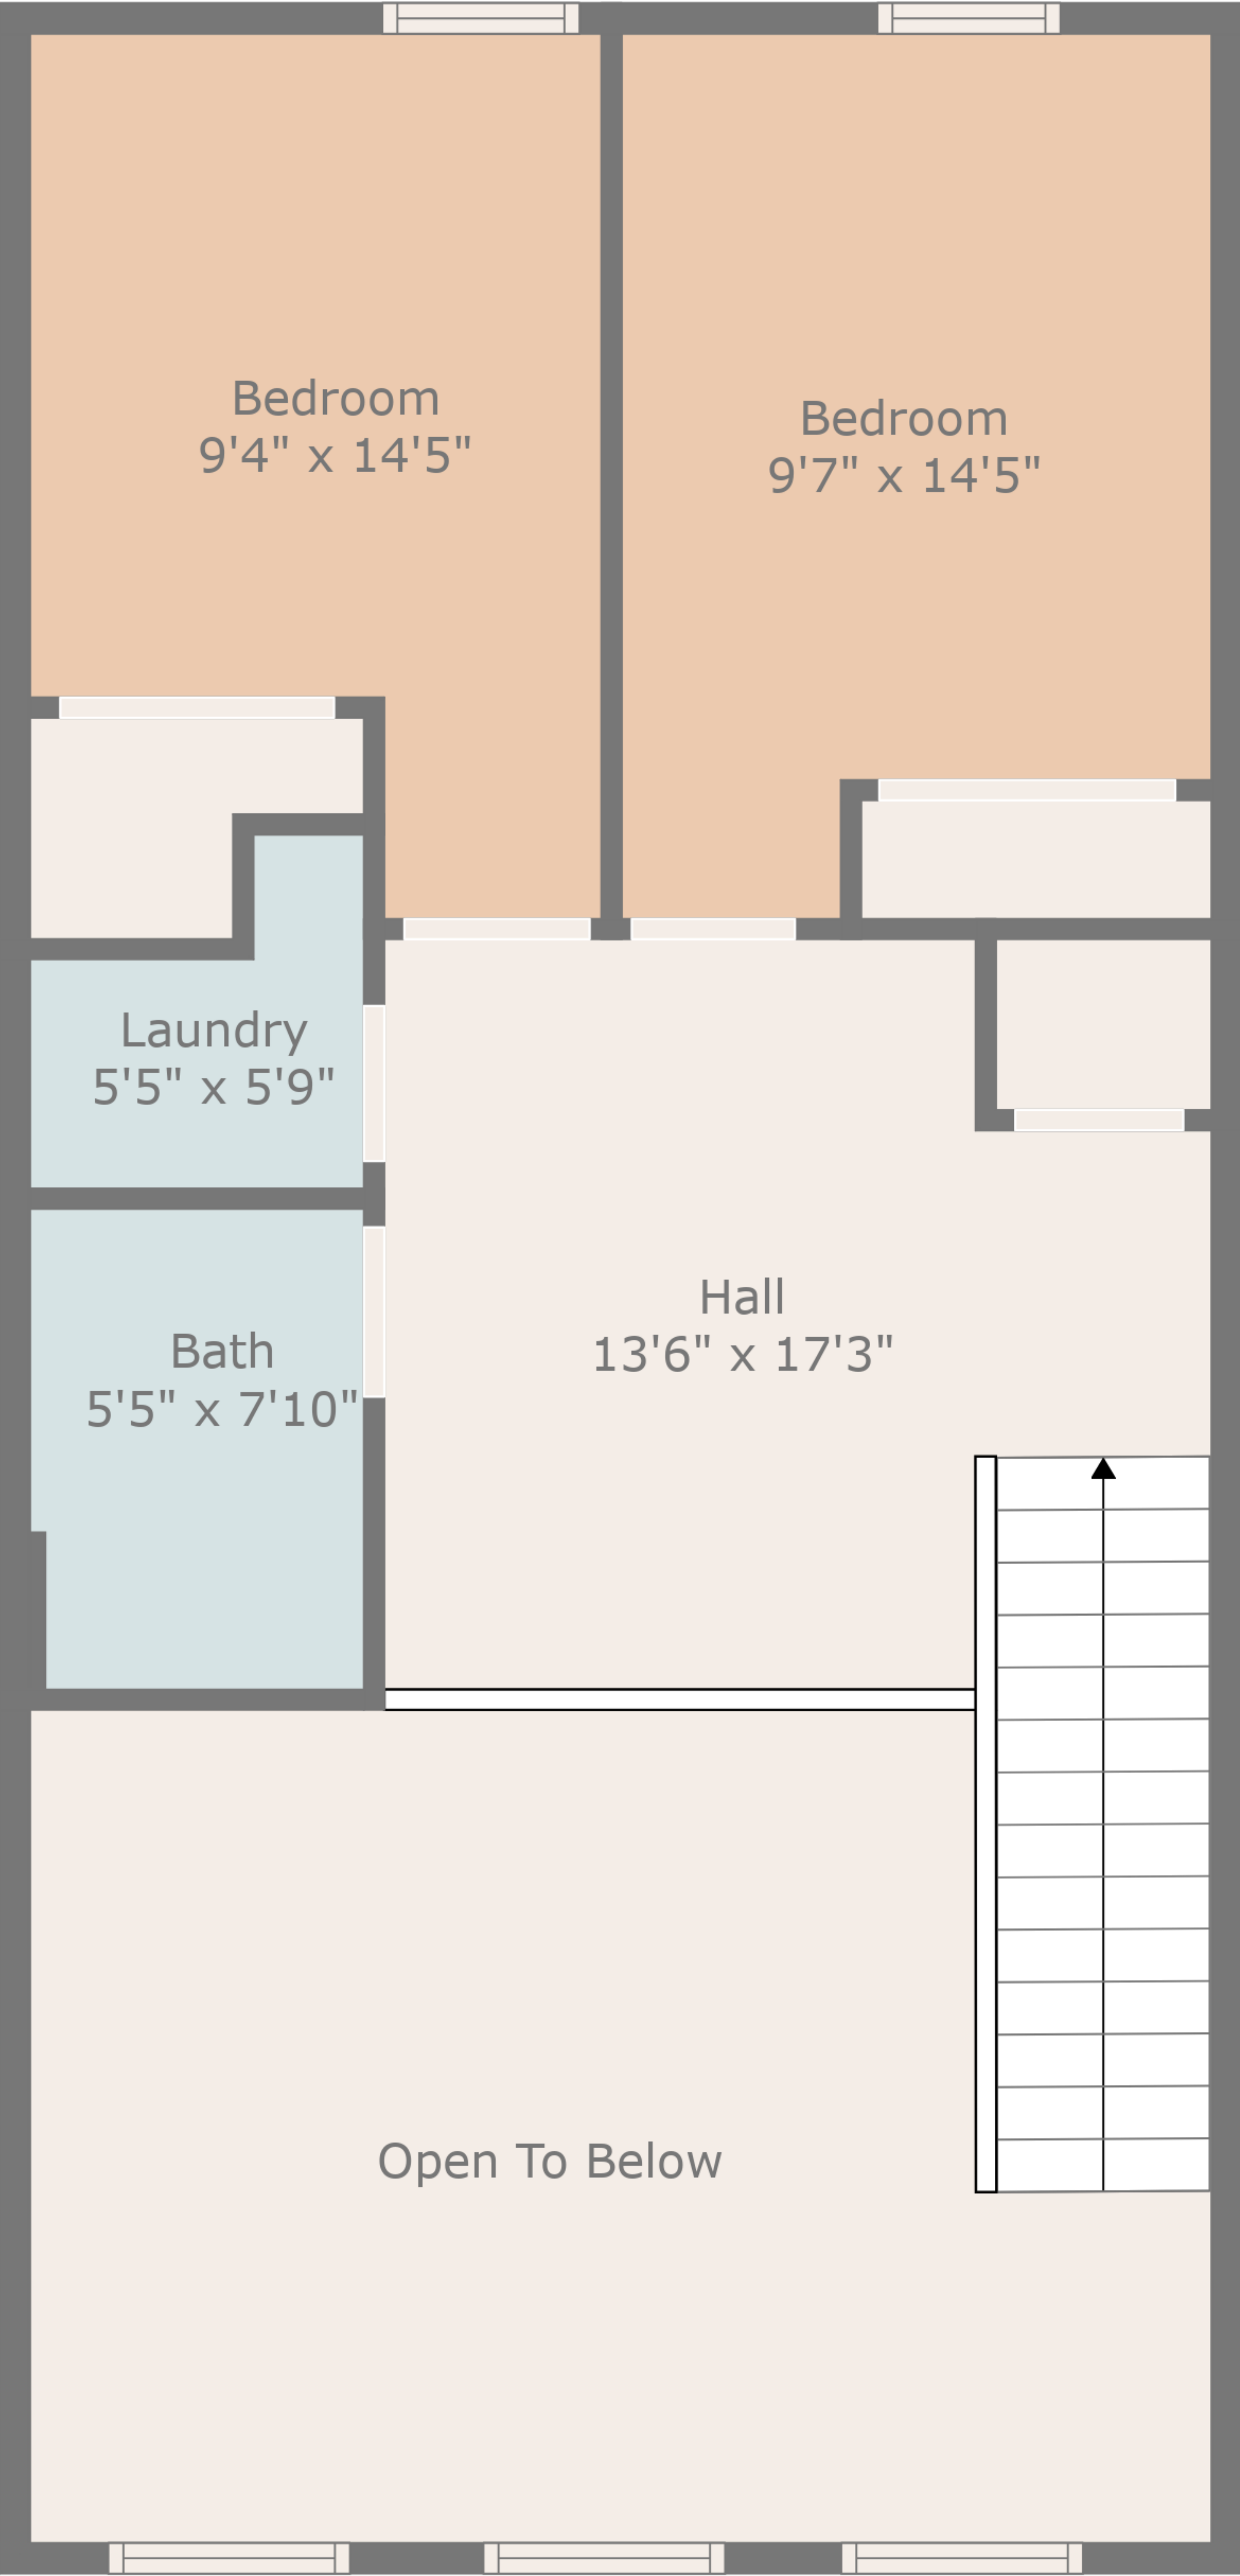 Bedroom
9'4" x 14'5"
Bedroom
9'7" x 14'5"
Laundry
5'5" x 5'9"
Hall
13'6" x 17'3"
Bath
5'5" x 7'10"
Open To Below